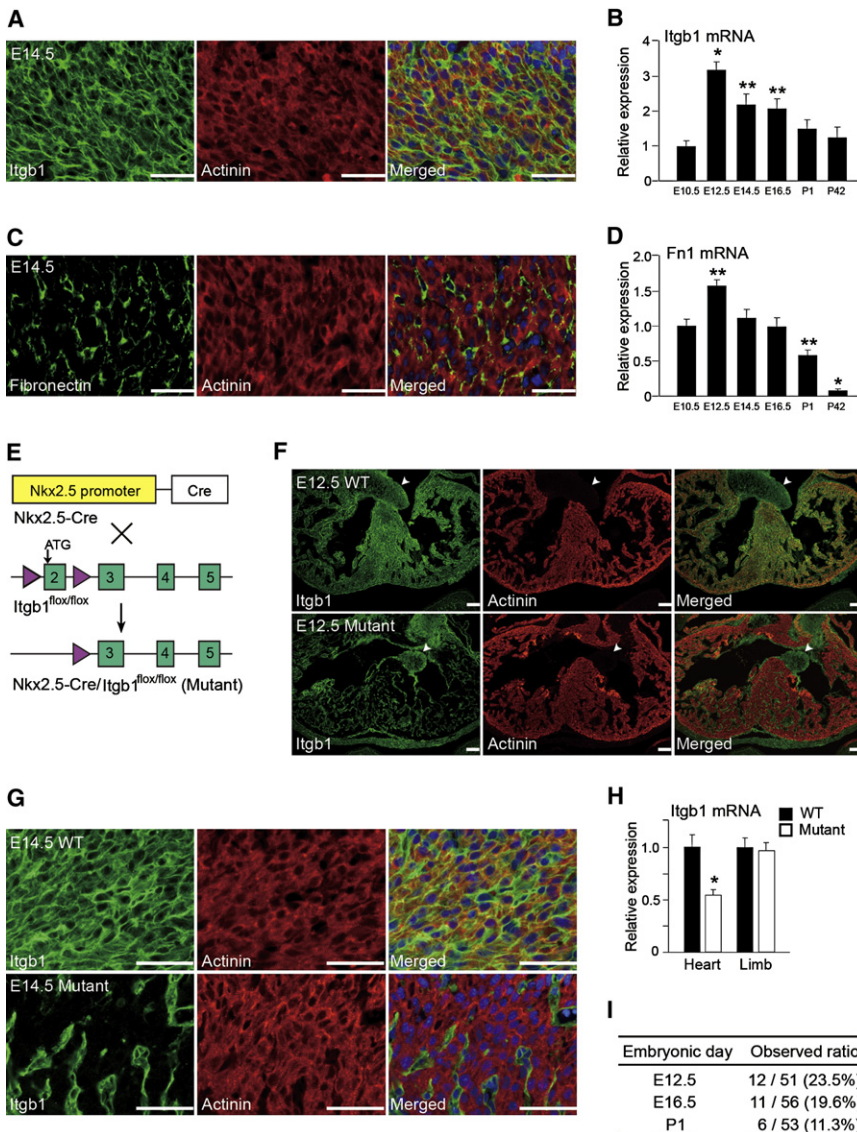 A
E14.5
Itgb1
Actinin
Merged
B
Itgb1 mRNA
Relative expression
4
3
2
1
0
*
**
**
E10.5 E12.5 E14.5 E16.5 P1 P42
C
E14.5
Fibronectin
Actinin
Merged
D
Fn1 mRNA
Relative expression
2.0
1.5
1.0
0.5
0
**
**
*
E10.5 E12.5 E14.5 E16.5 P1 P42
E
Nkx2.5 promoter
Cre
Nkx2.5-Cre
ATG
2 3 4 5
Itgb1flox/flox
3 4 5
Nkx2.5-Cre/Itgb1flox/flox (Mutant)
F
E12.5 WT
Itgb1
Actinin
Merged
E12.5 Mutant
Itgb1
Actinin
Merged
G
E14.5 WT
Itgb1
Actinin
Merged
E14.5 Mutant
Itgb1
Actinin
Merged
H
Itgb1 mRNA
WT
Mutant
Relative expression
1.0
0.5
0
*
Heart Limb
I
Embryonic day Observed ratio
E12.5 12 / 51 (23.5%)
E16.5 11 / 56 (19.6%)
P1 6 / 53 (11.3%)